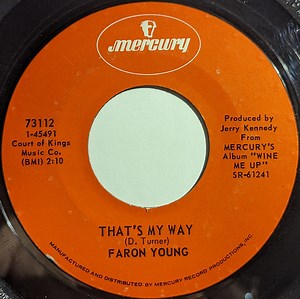 mercury
73112
1-45491
Court of Kings
Music Co.
(BMI) 2:10
Produced by
Jerry Kennedy
From
MERCURY'S
Album "WINE
ME UP"
SR-61241
THAT'S MY WAY
(D. Turner)
FARON YOUNG
MANUFACTURED AND DISTRIBUTED BY MERCURY RECORD PRODUCTIONS, INC.